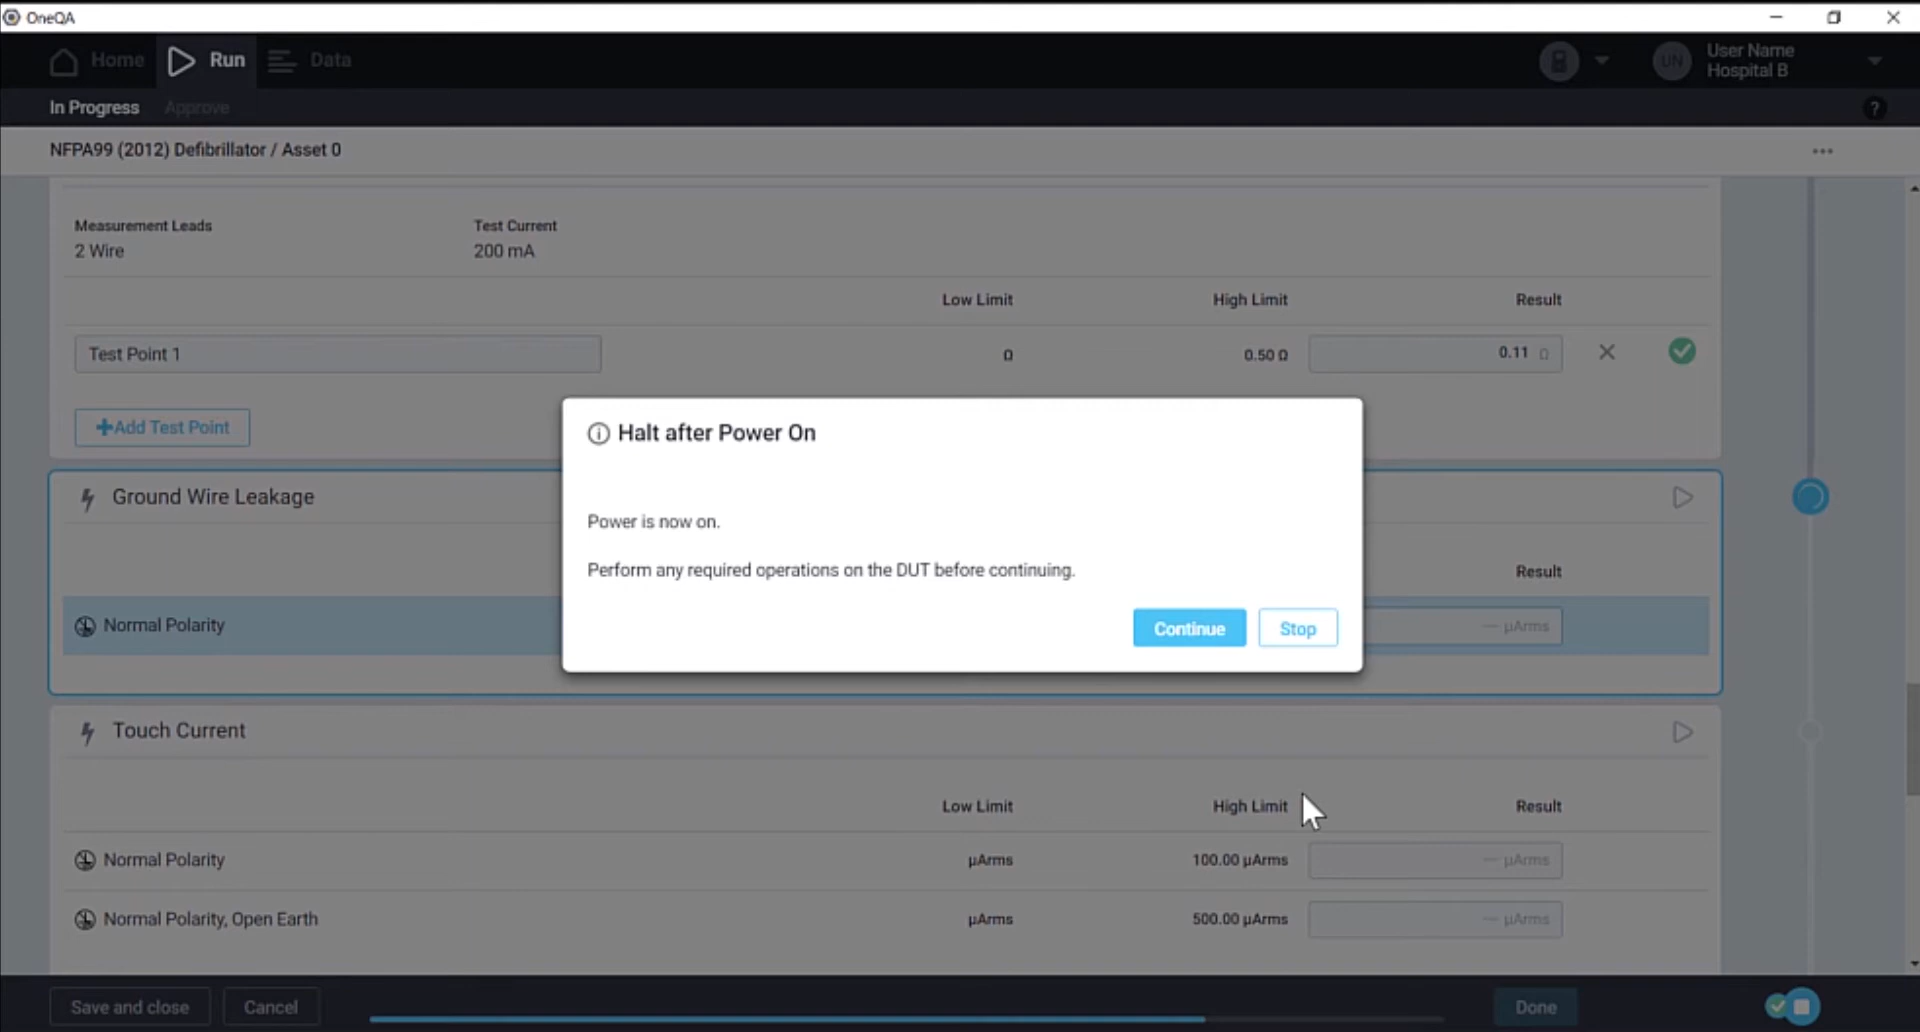 OneQA
Home
Run
Data
UN
User Name
Hospital B
In Progress
Approve
?
NFPA99 (2012) Defibrillator / Asset 0
Measurement Leads
Test Current
2 Wire
200 mA
Low Limit
High Limit
Result
Test Point 1
Ω
0.50 Ω
0.11 Ω
+Add Test Point
Halt after Power On
Power is now on.
Perform any required operations on the DUT before continuing.
Continue
Stop
Ground Wire Leakage
Result
Normal Polarity
— µArms
Touch Current
Low Limit
High Limit
Result
Normal Polarity
µArms
100.00 µArms
— µArms
Normal Polarity, Open Earth
µArms
500.00 µArms
— µArms
Save and close
Cancel
Done